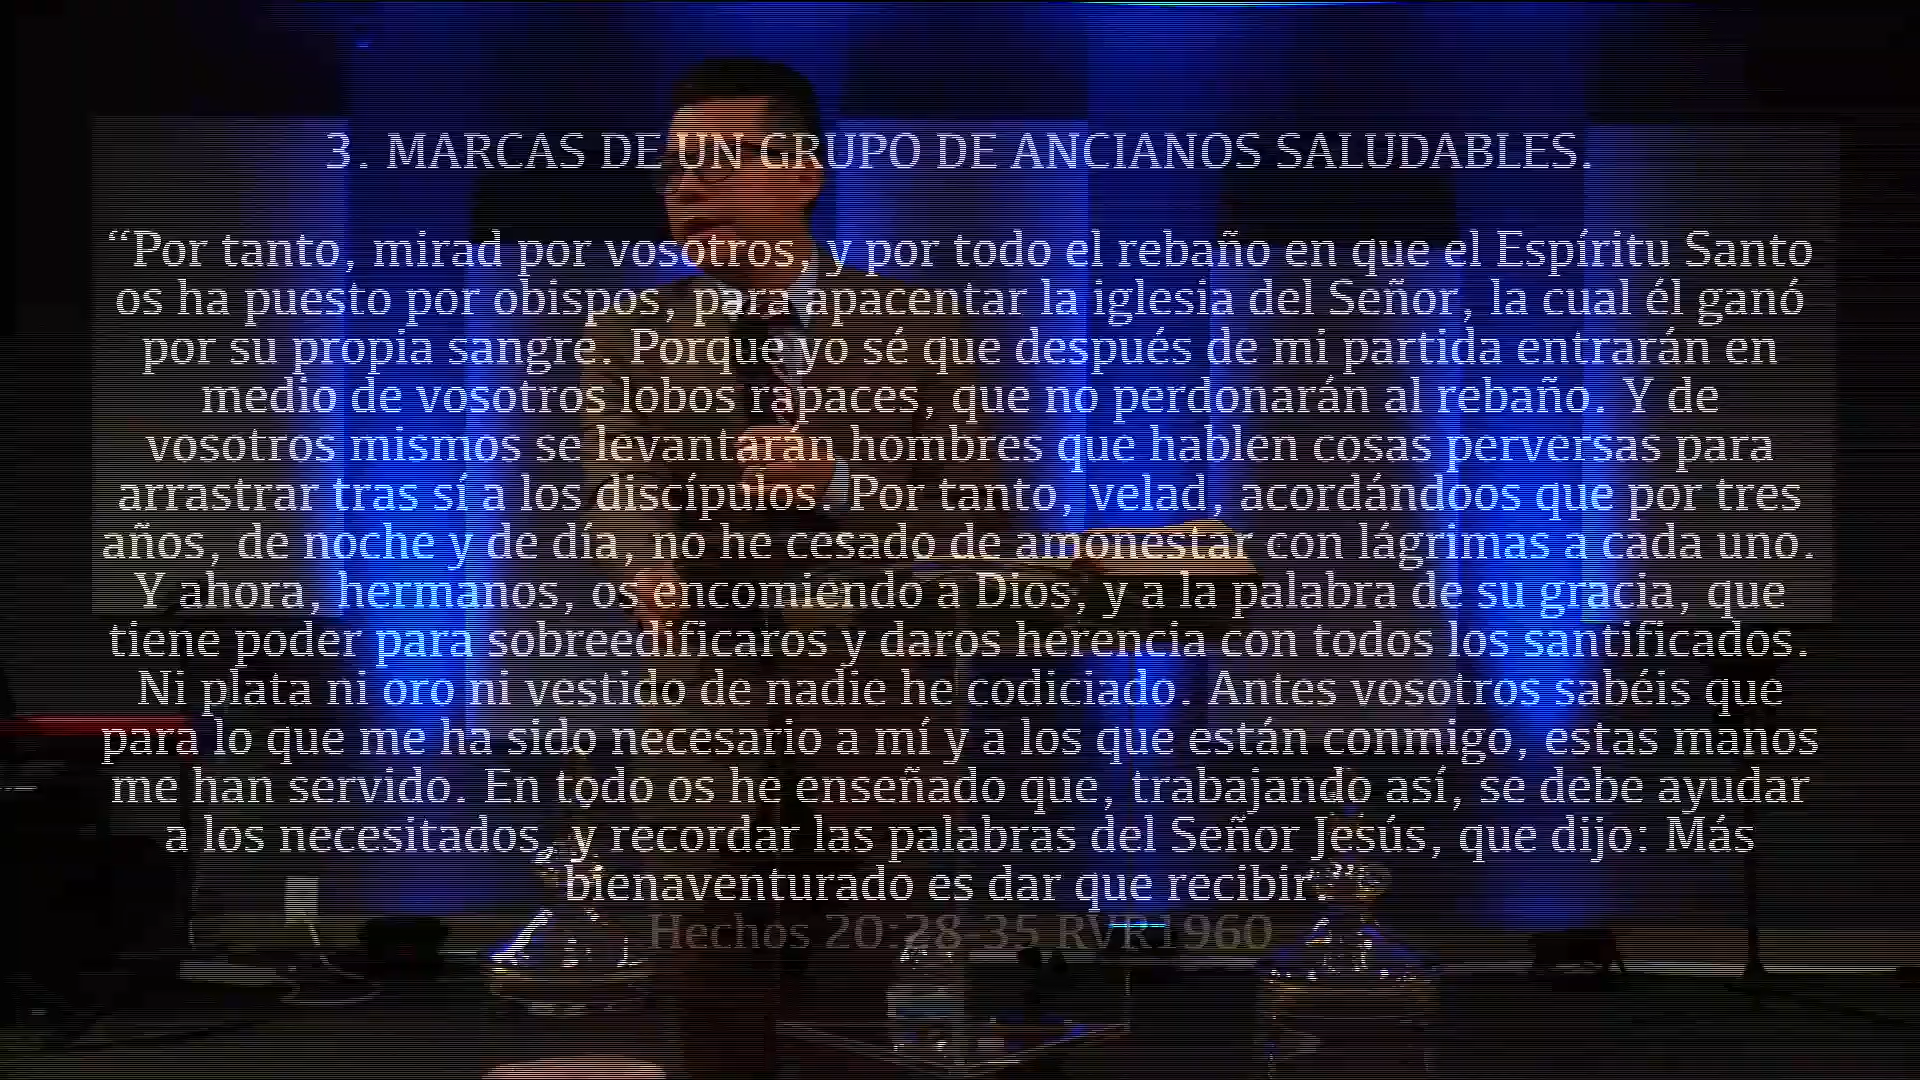 3. MARCAS DE UN GRUPO DE ANCIANOS SALUDABLES.
“Por tanto, mirad por vosotros, y por todo el rebaño en que el Espíritu Santo
os ha puesto por obispos, para apacentar la iglesia del Señor, la cual él ganó
por su propia sangre. Porque yo sé que después de mi partida entrarán en
medio de vosotros lobos rapaces, que no perdonarán al rebaño. Y de
vosotros mismos se levantarán hombres que hablen cosas perversas para
arrastrar tras sí a los discípulos. Por tanto, velad, acordándoos que por tres
años, de noche y de día, no he cesado de amonestar con lágrimas a cada uno.
Y ahora, hermanos, os encomiendo a Dios, y a la palabra de su gracia, que
tiene poder para sobreedificaros y daros herencia con todos los santificados.
Ni plata ni oro ni vestido de nadie he codiciado. Antes vosotros sabéis que
para lo que me ha sido necesario a mí y a los que están conmigo, estas manos
me han servido. En todo os he enseñado que, trabajando así, se debe ayudar
a los necesitados, y recordar las palabras del Señor Jesús, que dijo: Más
bienaventurado es dar que recibir.”
Hechos 20:28-35 RVR1960